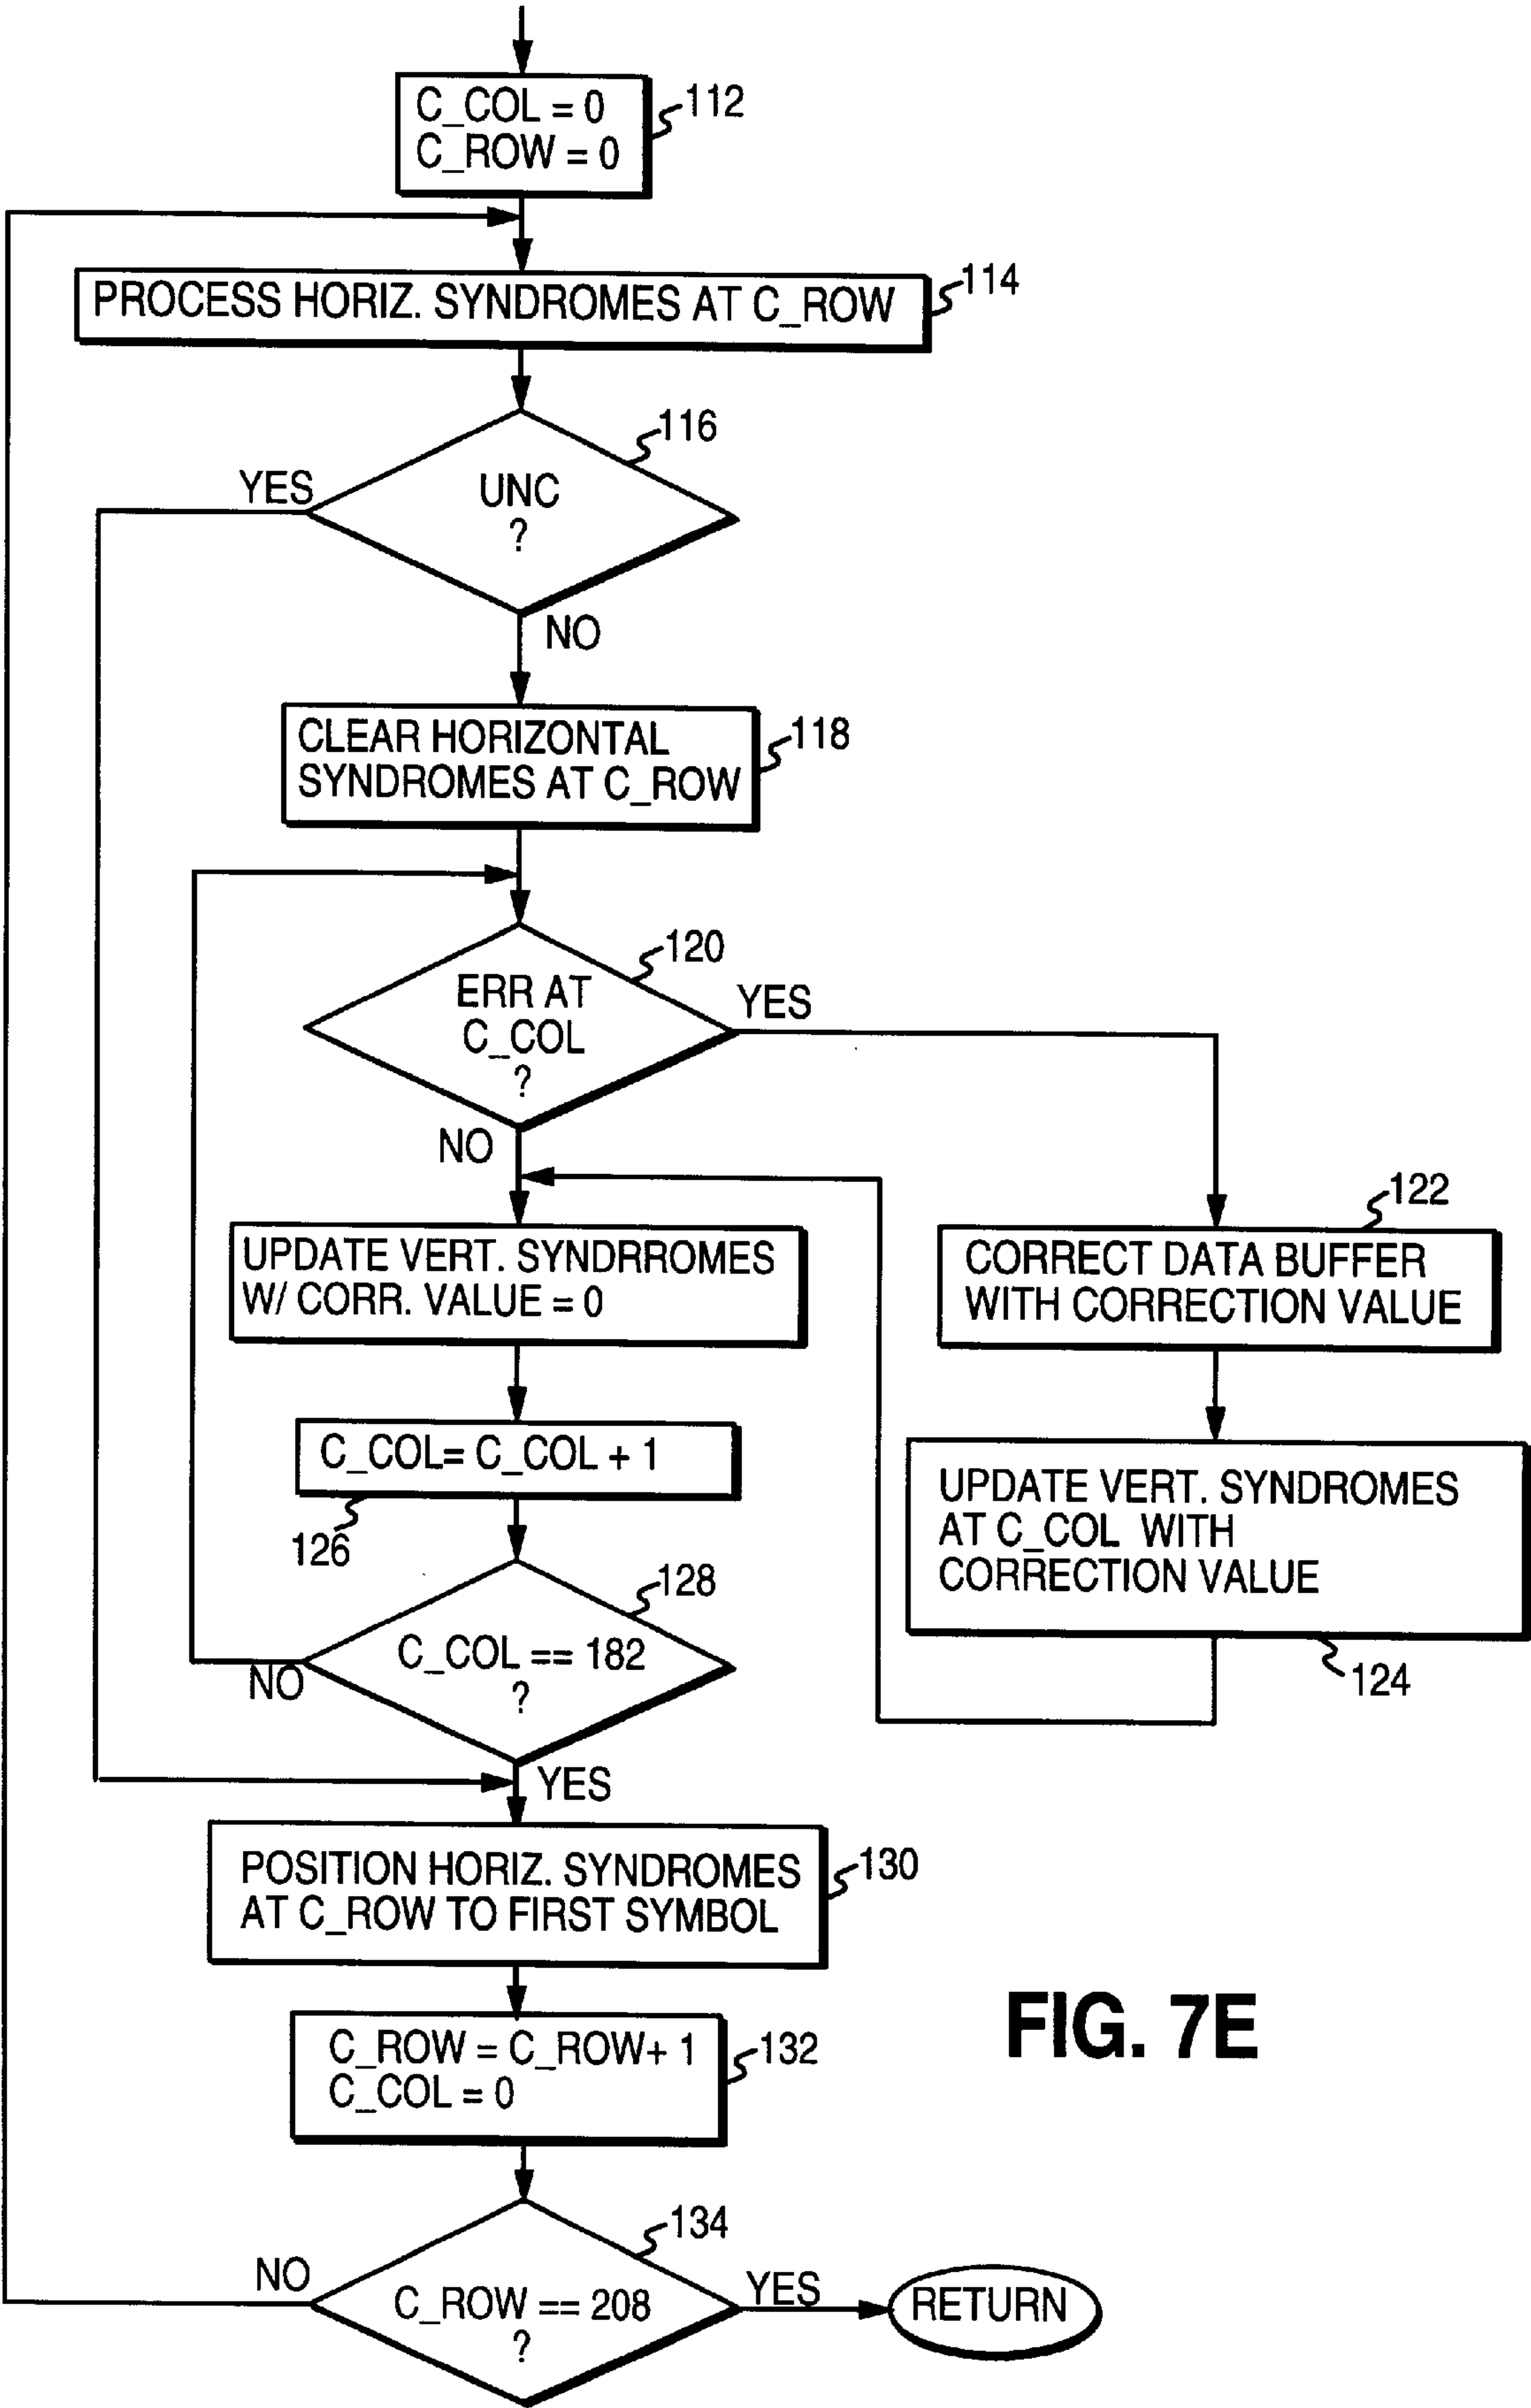 C_COL = 0
C_ROW = 0
112
PROCESS HORIZ. SYNDROMES AT C_ROW
114
116
YES
UNC
?
NO
CLEAR HORIZONTAL
SYNDROMES AT C_ROW
118
120
ERR AT
C_COL
?
YES
NO
122
UPDATE VERT. SYNDRROMES
W/ CORR. VALUE = 0
CORRECT DATA BUFFER
WITH CORRECTION VALUE
C_COL= C_COL + 1
126
UPDATE VERT. SYNDROMES
AT C_COL WITH
CORRECTION VALUE
124
128
C_COL == 182
?
NO
YES
POSITION HORIZ. SYNDROMES
AT C_ROW TO FIRST SYMBOL
130
C_ROW = C_ROW+ 1
C_COL = 0
132
FIG. 7E
134
NO
C_ROW == 208
?
YES
RETURN